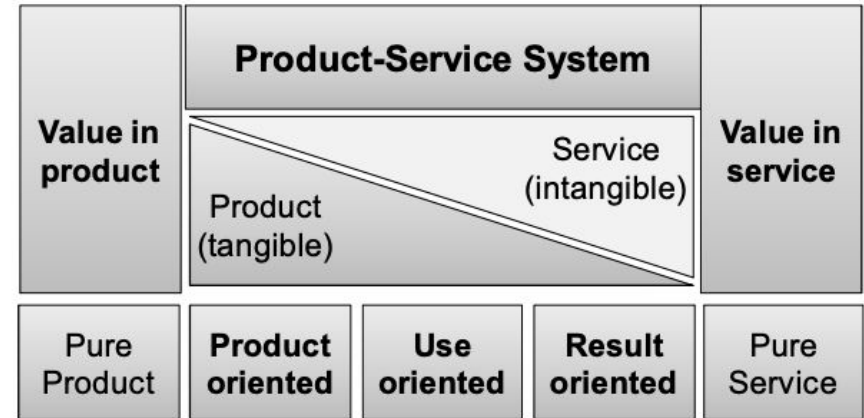 Product-Service System
Value in
product
Service
(intangible)
Product
(tangible)
Value in
service
Pure
Product
Product
oriented
Use
oriented
Result
oriented
Pure
Service